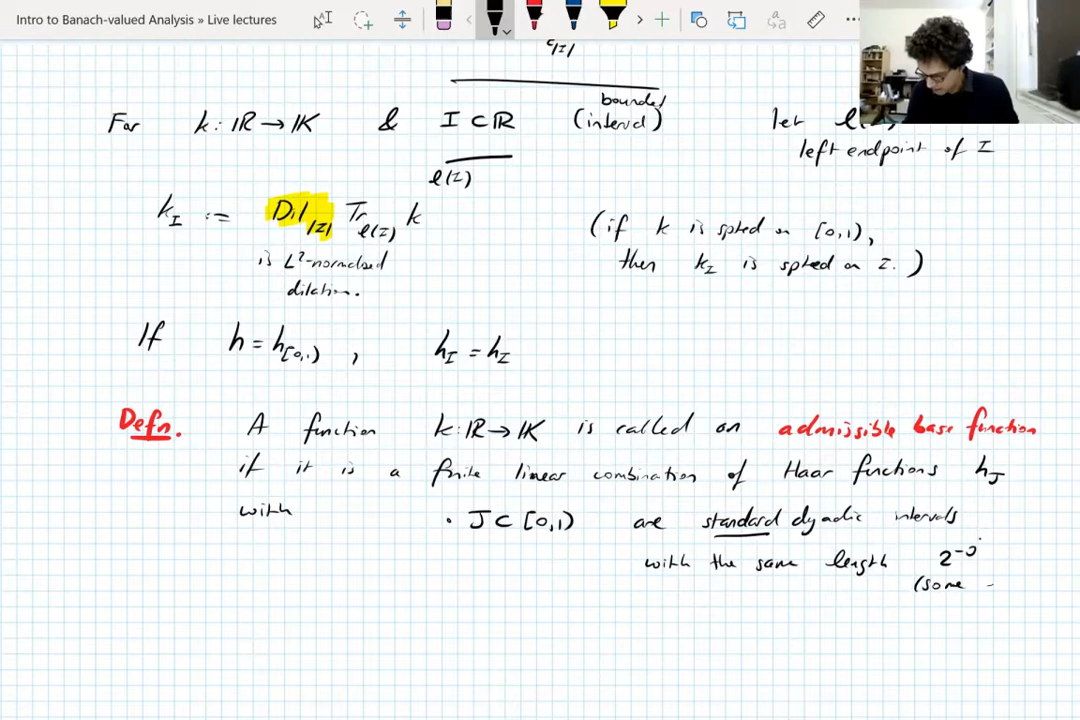 Intro to Banach-valued Analysis » Live lectures
For k : ℝ → 𝕂 & I ⊂ ℝ (interval) let
bounded
left endpoint of I
ℓ(I)
k_I := Dil_|I| Tr_ℓ(I) k (if k is spted on [0,1),
is L²-normalised then k_I is spted on I.)
dilation.
If h = h_[0,1) , h_I = h_I
Defn. A function k : ℝ → 𝕂 is called an admissible base function
if it is a finite linear combination of Haar functions h_J
with · J ⊂ [0,1) are standard dyadic intervals
with the same length
(some